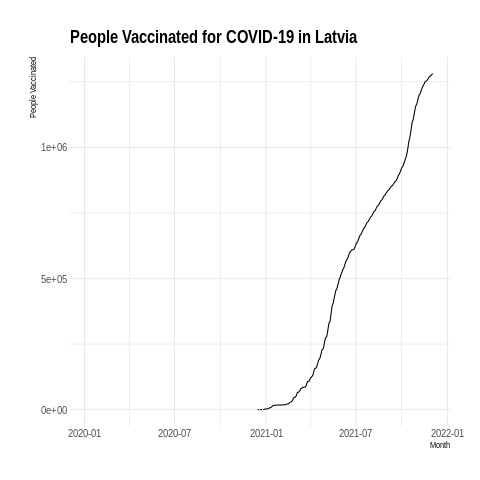 People Vaccinated for COVID-19 in Latvia
People Vaccinated
1e+06
5e+05
0e+00
2020-01 2020-07 2021-01 2021-07 2022-01
Month